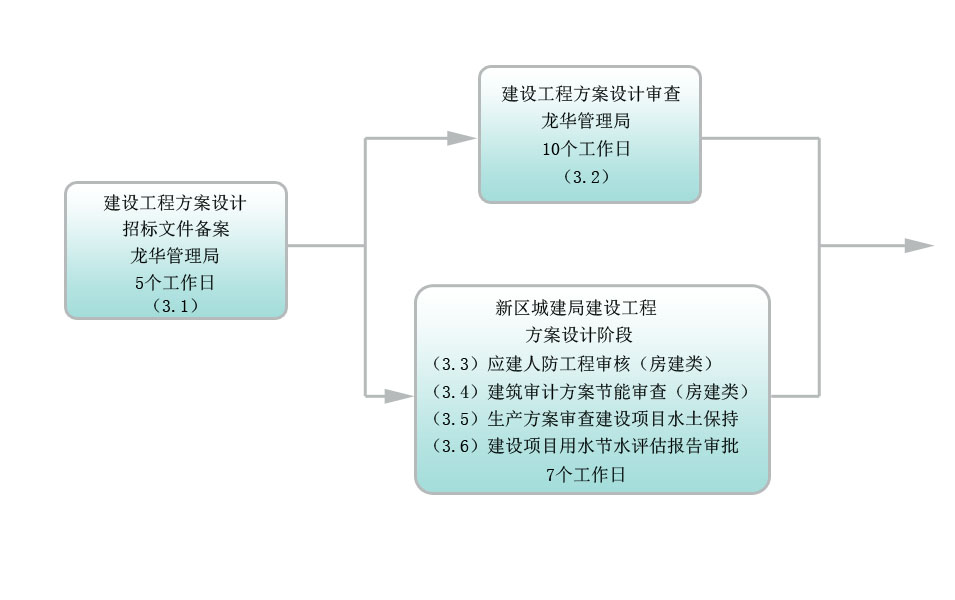 建设工程方案设计
招标文件备案
龙华管理局
5个工作日
（3.1）
建设工程方案设计审查
龙华管理局
10个工作日
（3.2）
新区城建局建设工程
方案设计阶段
（3.3）应建人防工程审核（房建类）
（3.4）建筑审计方案节能审查（房建类）
（3.5）生产方案审查建设项目水土保持
（3.6）建设项目用水节水评估报告审批
7个工作日